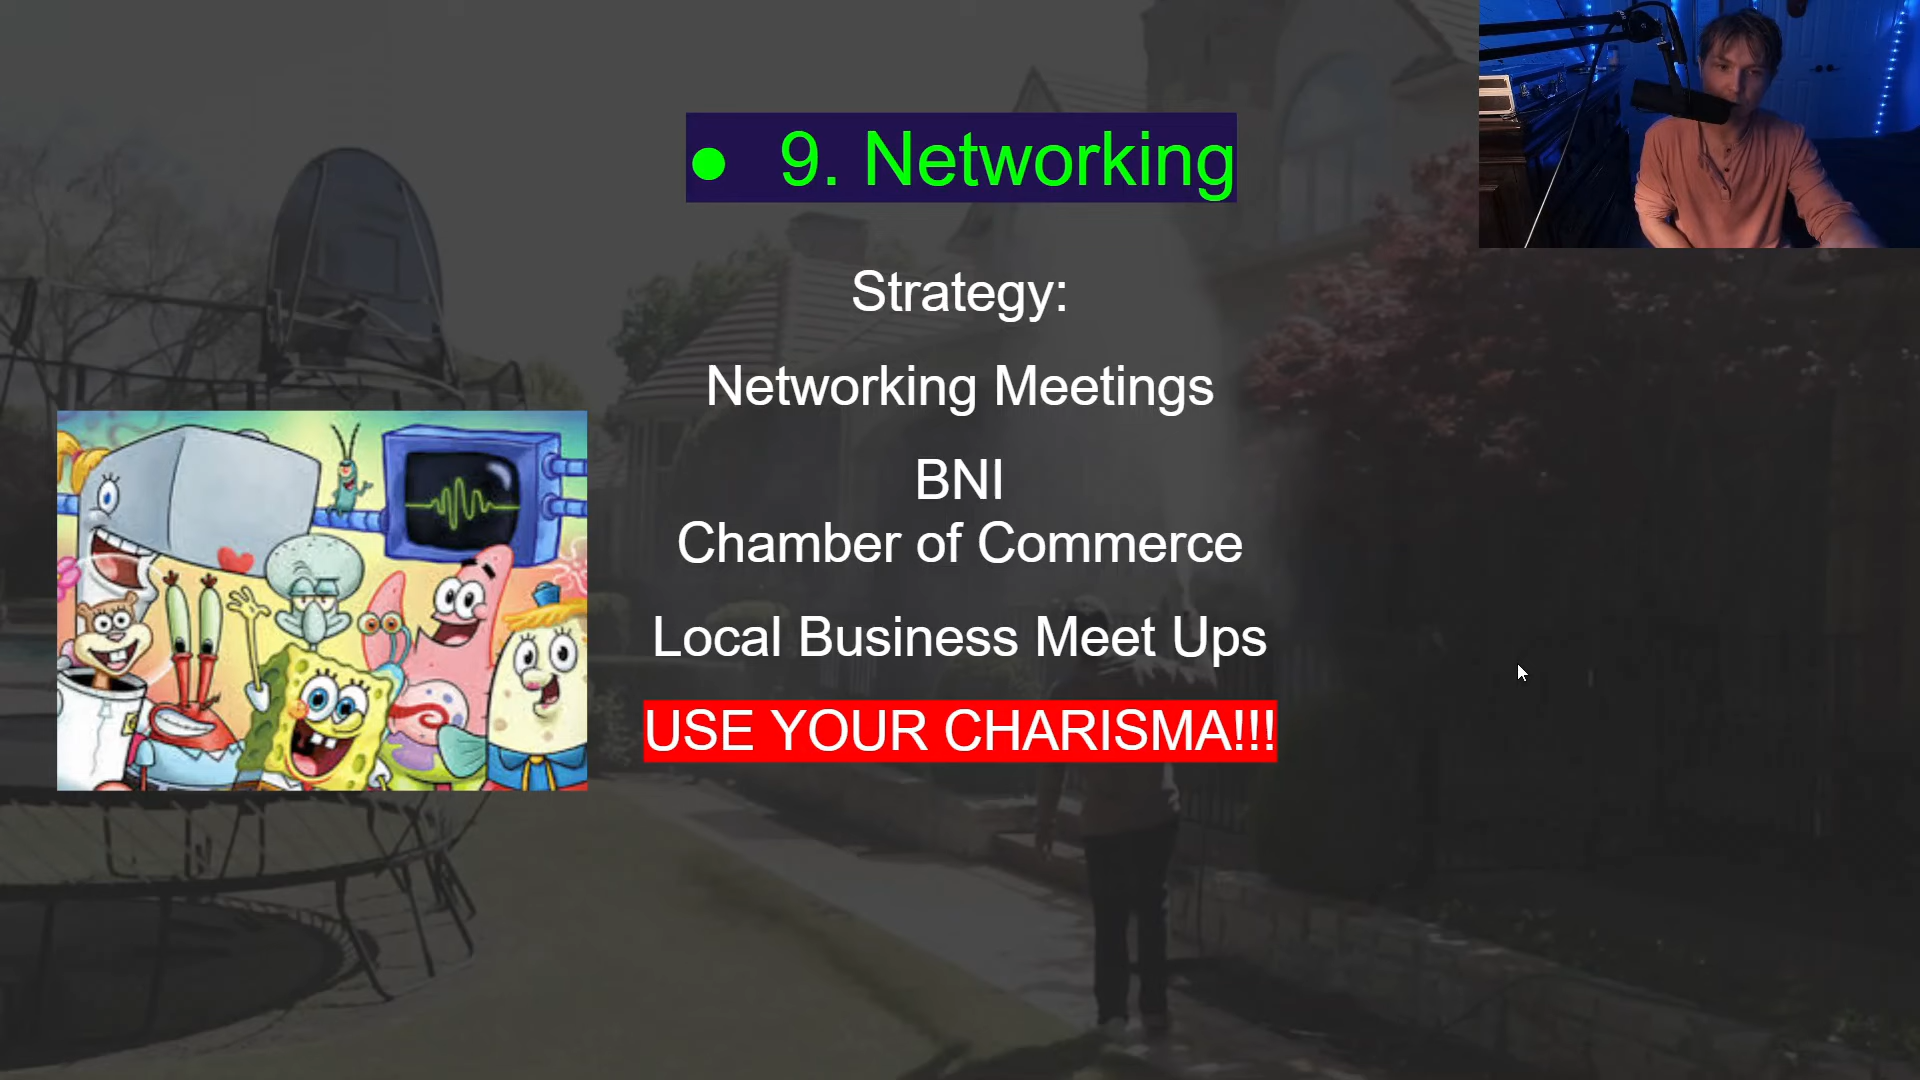 ● 9. Networking
Strategy:
Networking Meetings
BNI
Chamber of Commerce
Local Business Meet Ups
USE YOUR CHARISMA!!!